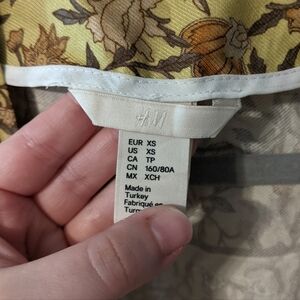 H&M
EUR XS
US XS
CA TP
CN 160/80A
MX XCH
Made in
Turkey
Fabriqué en